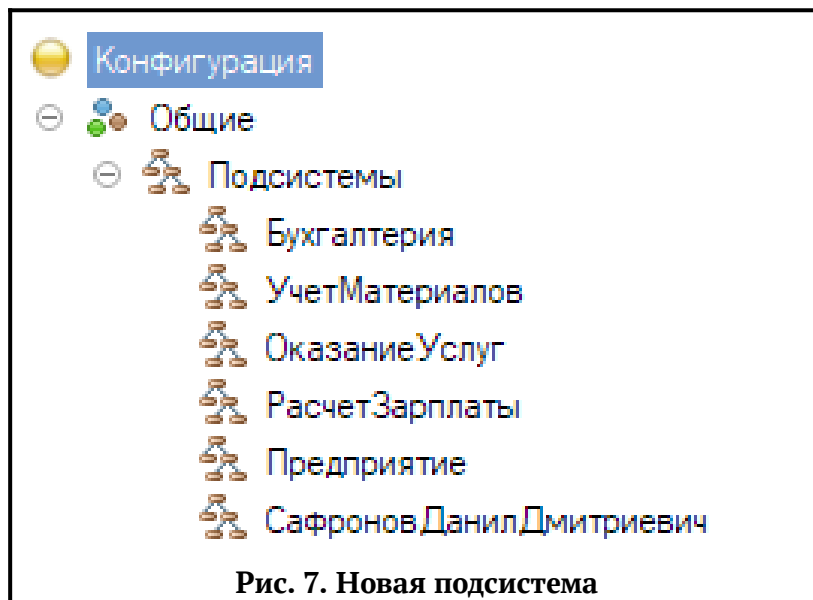 Конфигурация
Общие
Подсистемы
Бухгалтерия
УчетМатериалов
ОказаниеУслуг
РасчетЗарплаты
Предприятие
СафроновДанилДмитриевич
Рис. 7. Новая подсистема